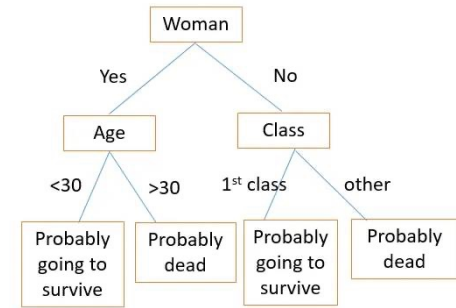 Woman
Yes
No
Age
Class
<30
>30
1st class
other
Probably
going to
survive
Probably
dead
Probably
going to
survive
Probably
dead